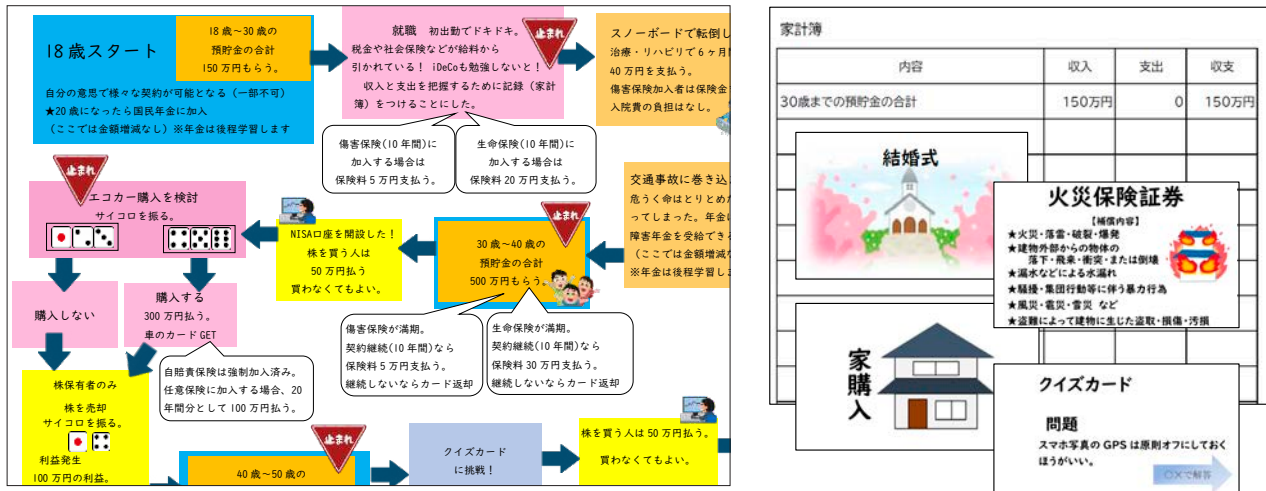 18歳スタート
18歳～30歳の
預貯金の合計
150万円もらう。
自分の意思で様々な契約が可能となる（一部不可）
★20歳になったら国民年金に加入
（ここでは金額増減なし）※年金は後程学習します
就職　初出勤でドキドキ。
税金や社会保険などが給料から
引かれている！ iDeCoも勉強しないと！
収入と支出を把握するために記録（家計
簿）をつけることにした。
止まれ
傷害保険(10年間)に
加入する場合は
保険料5万円支払う。
生命保険(10年間)に
加入する場合は
保険料20万円支払う。
スノーボードで転倒し
治療・リハビリで6ヶ月
40万円を支払う。
傷害保険加入者は保険金
入院費の負担はなし。
交通事故に巻き込
危うく命はとりとめ
ってしまった。年金
障害年金を受給でき
（ここでは金額増減
※年金は後程学習し
止まれ
30歳～40歳の
預貯金の合計
500万円もらう。
傷害保険が満期。
契約継続(10年間)なら
保険料5万円支払う。
継続しないならカード返却
生命保険が満期。
契約継続(10年間)なら
保険料30万円支払う。
継続しないならカード返却
NISA口座を開設した！
株を買う人は
50万円払う
買わなくてもよい。
止まれ
エコカー購入を検討
サイコロを振る。
購入しない
購入する
300万円払う。
車のカードGET
自賠責保険は強制加入済み。
任意保険に加入する場合、20
年間分として100万円払う。
株保有者のみ
株を売却
サイコロを振る。
利益発生
100万円の利益。
止まれ
40歳～50歳の
クイズカード
に挑戦！
株を買う人は50万円払う。
買わなくてもよい。
家計簿
内容 収入 支出 収支
30歳までの預貯金の合計 150万円 0 150万円
結婚式
火災保険証券
【補償内容】
★火災・落雷・破裂・爆発
★建物外部からの物体の
落下・飛来・衝突・または倒壊
★漏水などによる水漏れ
★騒擾・集団行動等に伴う暴力行為
★風災・雹災・雪災 など
★盗難によって建物に生じた盗取・損傷・汚損
家購入
クイズカード
問題
スマホ写真のGPSは原則オフにしておく
ほうがいい。
○×で解答